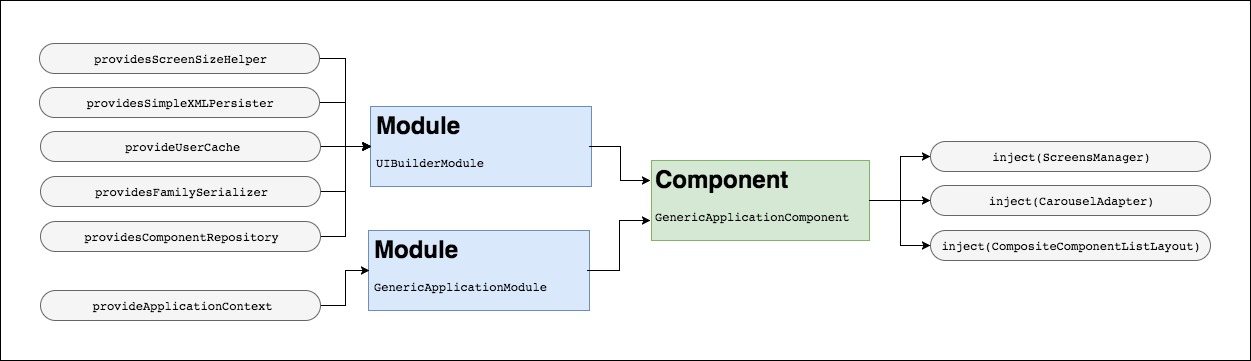 providesScreenSizeHelper
providesSimpleXMLPersister
provideUserCache
providesFamilySerializer
providesComponentRepository
provideApplicationContext
Module
UIBuilderModule
Module
GenericApplicationModule
Component
GenericApplicationComponent
inject(ScreensManager)
inject(CarouselAdapter)
inject(CompositeComponentListLayout)